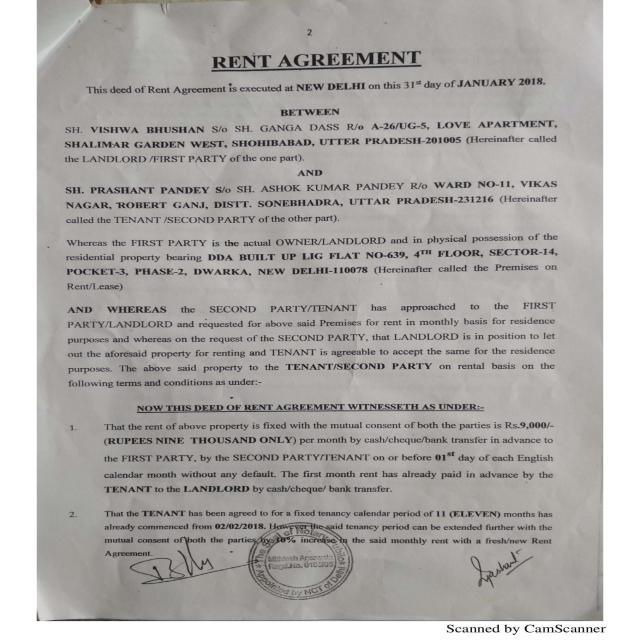 2
RENT AGREEMENT
This deed of Rent Agreement is executed at NEW DELHI on this 31st day of JANUARY 2018.
BETWEEN
SH. VISHWA BHUSHAN S/o SH. GANGA DASS R/o A-26/UG-5, LOVE APARTMENT,
SHALIMAR GARDEN WEST, SHOHIBABAD, UTTER PRADESH-201005 (Hereinafter called
the LANDLORD /FIRST PARTY of the one part).
AND
SH. PRASHANT PANDEY S/o SH. ASHOK KUMAR PANDEY R/o WARD NO-11, VIKAS
NAGAR, ROBERT GANJ, DISTT. SONEBHADRA, UTTAR PRADESH-231216 (Hereinafter
called the TENANT /SECOND PARTY of the other part).
Whereas the FIRST PARTY is the actual OWNER/LANDLORD and in physical possession of the
residential property bearing DDA BUILT UP LIG FLAT NO-639, 4TH FLOOR, SECTOR-14,
POCKET-3, PHASE-2, DWARKA, NEW DELHI-110078 (Hereinafter called the Premises on
Rent/Lease)
AND WHEREAS the SECOND PARTY/TENANT has approached to the FIRST
PARTY/LANDLORD and requested for above said Premises for rent in monthly basis for residence
purposes and whereas on the request of the SECOND PARTY, that LANDLORD is in position to let
out the aforesaid property for renting and TENANT is agreeable to accept the same for the residence
purposes. The above said property to the TENANT/SECOND PARTY on rental basis on the
following terms and conditions as under:-
NOW THIS DEED OF RENT AGREEMENT WITNESSETH AS UNDER:-
1. That the rent of above property is fixed with the mutual consent of both the parties is Rs.9,000/-
(RUPEES NINE THOUSAND ONLY) per month by cash/cheque/bank transfer in advance to
the FIRST PARTY, by the SECOND PARTY/TENANT on or before 01st day of each English
calendar month without any default. The first month rent has already paid in advance by the
TENANT to the LANDLORD by cash/cheque/ bank transfer.
2. That the TENANT has been agreed to for a fixed tenancy calendar period of 11 (ELEVEN) months has
already commenced from 02/02/2018. However the said tenancy period can be extended further with the
mutual consent of both the parties by 10% increase in the said monthly rent with a fresh/new Rent
Agreement.
Prashant
Scanned by CamScanner